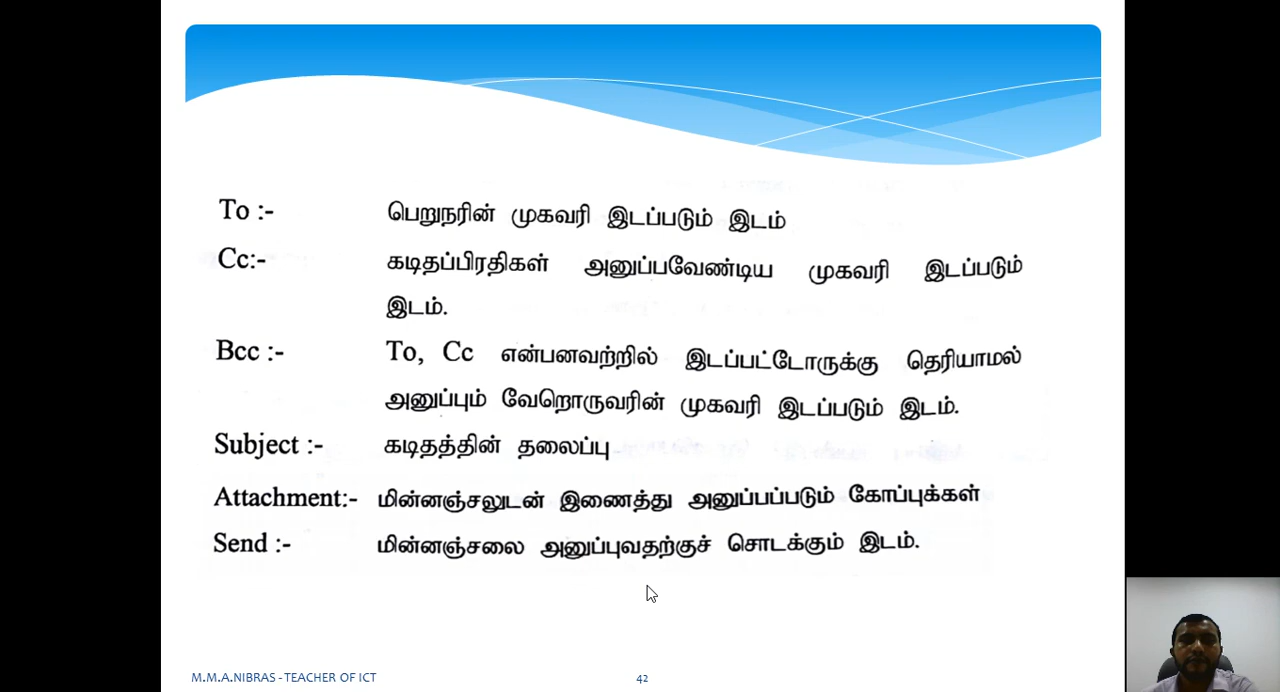 To :- பெறுநரின் முகவரி இடப்படும் இடம்
Cc:- கடிதப்பிரதிகள் அனுப்பவேண்டிய முகவரி இடப்படும்
இடம்.
Bcc :- To, Cc என்பனவற்றில் இடப்பட்டோருக்கு தெரியாமல்
அனுப்பும் வேறொருவரின் முகவரி இடப்படும் இடம்.
Subject :- கடிதத்தின் தலைப்பு
Attachment:- மின்னஞ்சலுடன் இணைத்து அனுப்பப்படும் கோப்புக்கள்
Send :- மின்னஞ்சலை அனுப்புவதற்குச் சொடக்கும் இடம்.
M.M.A.NIBRAS - TEACHER OF ICT 42